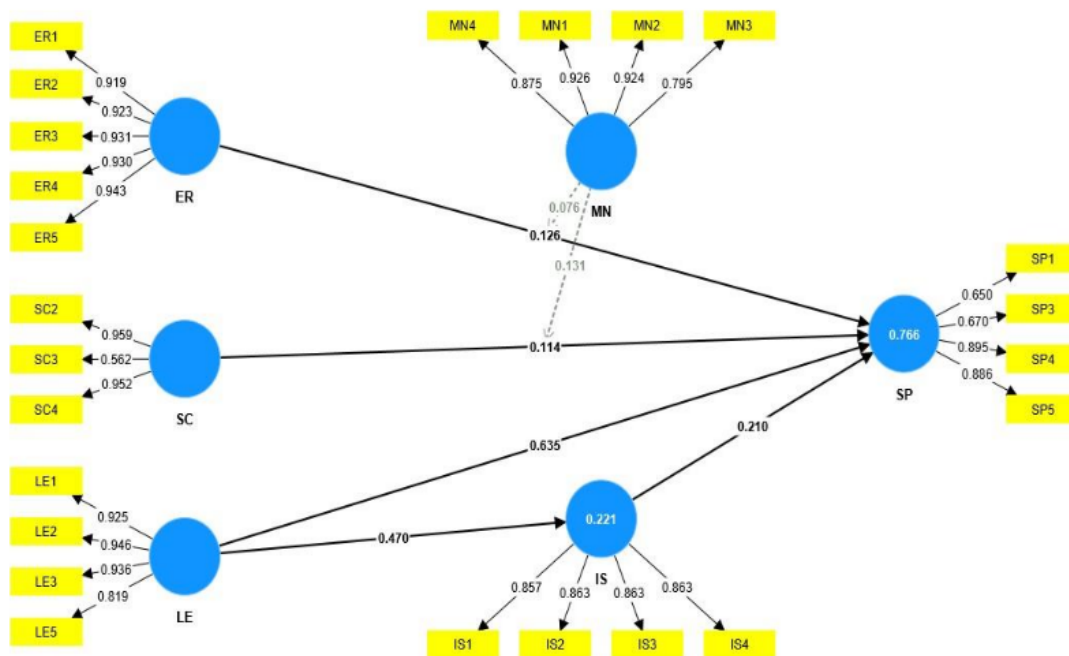 ER1
ER2
ER3
ER4
ER5
0.919
0.923
0.931
0.930
0.943
ER
MN4
MN1
MN2
MN3
0.875
0.926
0.924
0.795
MN
0.076
0.126
0.131
SC2
SC3
SC4
0.959
0.562
0.952
SC
0.114
SP1
SP3
SP4
SP5
0.650
0.670
0.895
0.886
0.766
SP
0.635
0.210
LE1
LE2
LE3
LE5
0.925
0.946
0.936
0.819
LE
0.470
0.221
IS
0.857
0.863
0.863
0.863
IS1
IS2
IS3
IS4